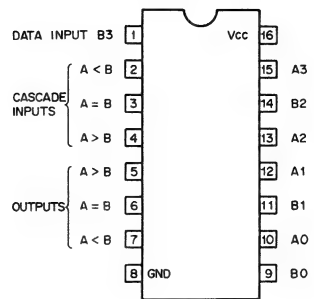 DATA INPUT B3 1 Vcc 16
A < B 2 15 A3
CASCADE INPUTS A = B 3 14 B2
A > B 4 13 A2
A > B 5 12 A1
OUTPUTS A = B 6 11 B1
A < B 7 10 A0
8 GND 9 B0